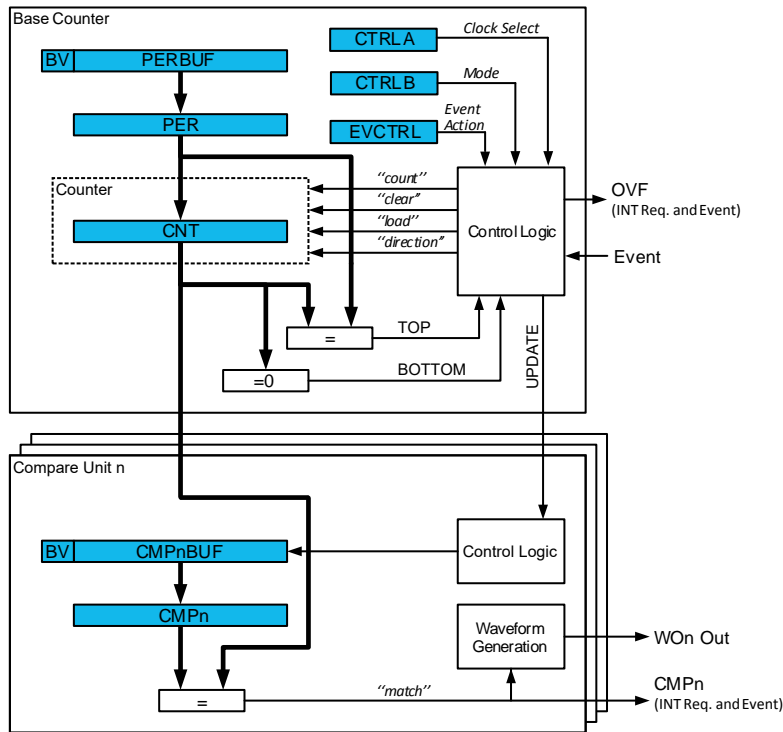 Base Counter
CTRLA
Clock Select
BV
PERBUF
CTRLB
Mode
PER
EVCTRL
Event
Action
Counter
CNT
“count”
“clear”
“load”
“direction”
Control Logic
OVF
(INT Req. and Event)
Event
=
TOP
=0
BOTTOM
UPDATE
Compare Unit n
BV
CMPnBUF
Control Logic
CMPn
Waveform
Generation
WOn Out
=
“match”
CMPn
(INT Req. and Event)